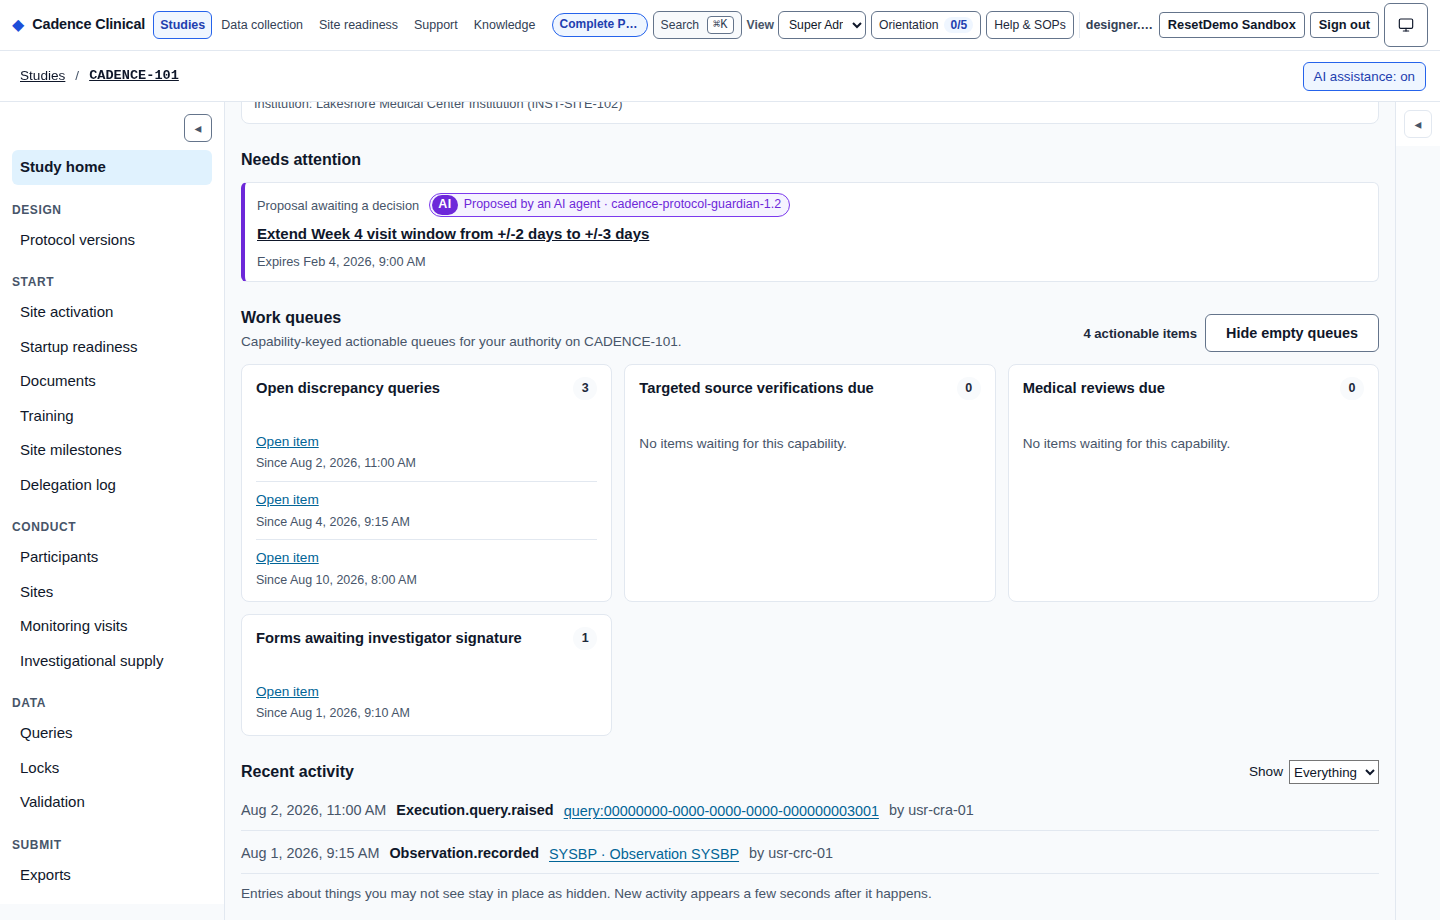 ◆ Cadence Clinical Studies Data collection Site readiness Support Knowledge Complete P… Search ⌘K View Super Adr Orientation 0/5 Help & SOPs designer.… ResetDemo Sandbox Sign out
Studies / CADENCE-101 AI assistance: on
Institution: Lakeshore Medical Center Institution (INST-SITE-102)
Study home
DESIGN
Protocol versions
START
Site activation
Startup readiness
Documents
Training
Site milestones
Delegation log
CONDUCT
Participants
Sites
Monitoring visits
Investigational supply
DATA
Queries
Locks
Validation
SUBMIT
Exports
Needs attention
Proposal awaiting a decision AI Proposed by an AI agent · cadence-protocol-guardian-1.2
Extend Week 4 visit window from +/-2 days to +/-3 days
Expires Feb 4, 2026, 9:00 AM
Work queues
Capability-keyed actionable queues for your authority on CADENCE-101.
4 actionable items Hide empty queues
Open discrepancy queries 3
Open item
Since Aug 2, 2026, 11:00 AM
Open item
Since Aug 4, 2026, 9:15 AM
Open item
Since Aug 10, 2026, 8:00 AM
Targeted source verifications due 0
No items waiting for this capability.
Medical reviews due 0
No items waiting for this capability.
Forms awaiting investigator signature 1
Open item
Since Aug 1, 2026, 9:10 AM
Recent activity Show Everything
Aug 2, 2026, 11:00 AM Execution.query.raised query:00000000-0000-0000-0000-000000003001 by usr-cra-01
Aug 1, 2026, 9:15 AM Observation.recorded SYSBP · Observation SYSBP by usr-crc-01
Entries about things you may not see stay in place as hidden. New activity appears a few seconds after it happens.